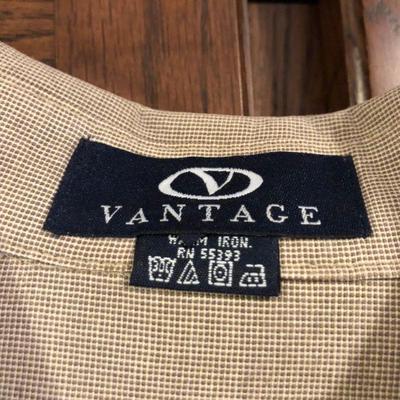 V
VANTAGE
WARM IRON.
RN 55393